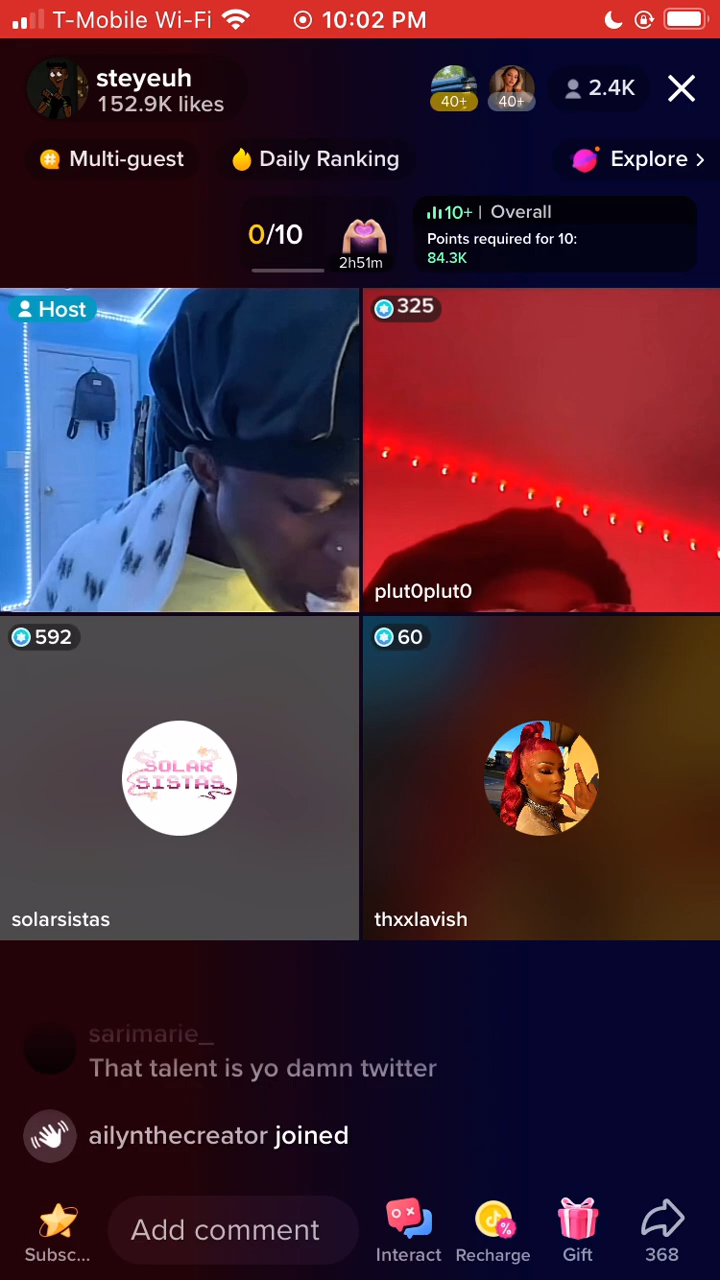 T-Mobile Wi-Fi 10:02 PM
steyeuh
152.9K likes
40+ 40+ 2.4K
Multi-guest Daily Ranking Explore >
0/10
2h51m
10+ | Overall
Points required for 10:
84.3K
Host
325
plut0plut0
592
60
SOLAR
SISTAS
solarsistas
thxxlavish
sarimarie_
That talent is yo damn twitter
ailynthecreator joined
Add comment
Subsc... Interact Recharge Gift 368